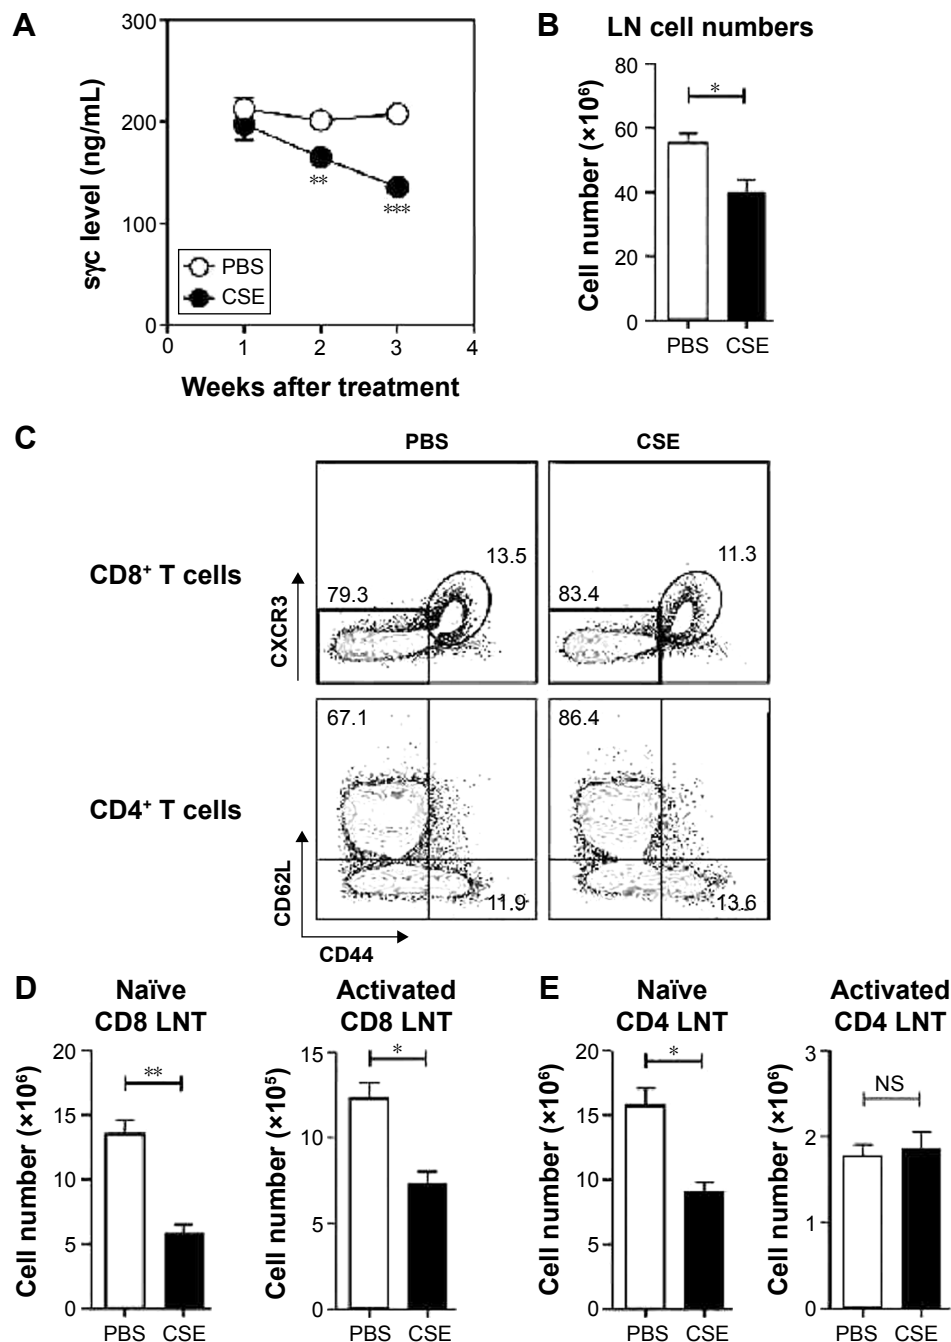 A
300
200
100
0
sγc level (ng/mL)
PBS
CSE
**
***
0
1
2
3
4
Weeks after treatment
B
LN cell numbers
80
60
40
20
0
Cell number (×10⁶)
*
PBS
CSE
C
PBS
CSE
CD8⁺ T cells
CXCR3
79.3
13.5
83.4
11.3
CD4⁺ T cells
CD62L
67.1
11.9
86.4
13.6
CD44
D
Naïve
CD8 LNT
20
15
10
5
0
Cell number (×10⁶)
**
PBS
CSE
Activated
CD8 LNT
15
10
5
0
Cell number (×10⁵)
*
PBS
CSE
E
Naïve
CD4 LNT
20
15
10
5
0
Cell number (×10⁶)
*
PBS
CSE
Activated
CD4 LNT
3
2
1
0
Cell number (×10⁶)
NS
PBS
CSE